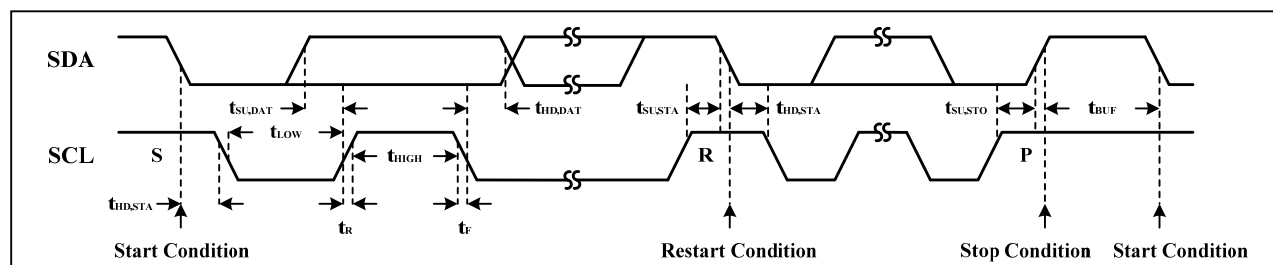 SDA
tSU,DAT tHD,DAT tSU,STA tHD,STA tSU,STO tBUF
tLOW
SCL S tHIGH R P
tHD,STA
tR tF
Start Condition Restart Condition Stop Condition Start Condition